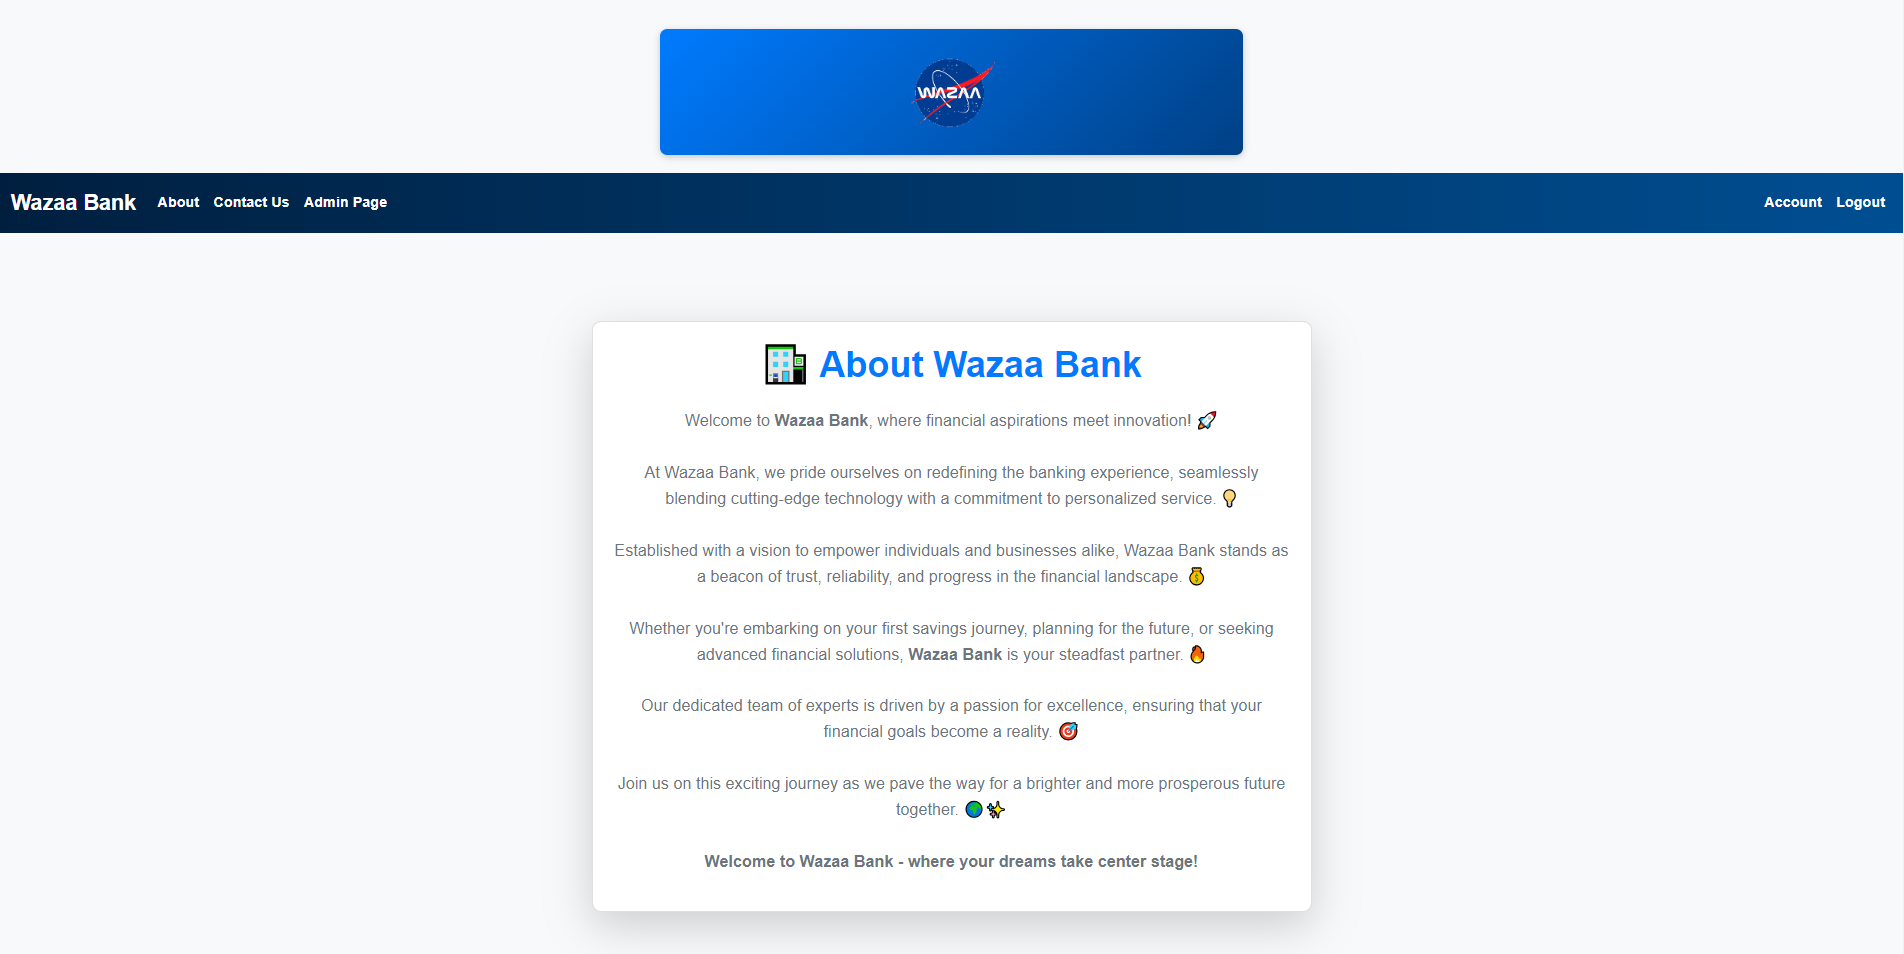 WAZAA
Wazaa Bank About Contact Us Admin Page Account Logout
About Wazaa Bank
Welcome to Wazaa Bank, where financial aspirations meet innovation! 🚀
At Wazaa Bank, we pride ourselves on redefining the banking experience, seamlessly
blending cutting-edge technology with a commitment to personalized service. 💡
Established with a vision to empower individuals and businesses alike, Wazaa Bank stands as
a beacon of trust, reliability, and progress in the financial landscape. 💰
Whether you're embarking on your first savings journey, planning for the future, or seeking
advanced financial solutions, Wazaa Bank is your steadfast partner. 🔥
Our dedicated team of experts is driven by a passion for excellence, ensuring that your
financial goals become a reality. 🎯
Join us on this exciting journey as we pave the way for a brighter and more prosperous future
together. 🌍✨
Welcome to Wazaa Bank - where your dreams take center stage!